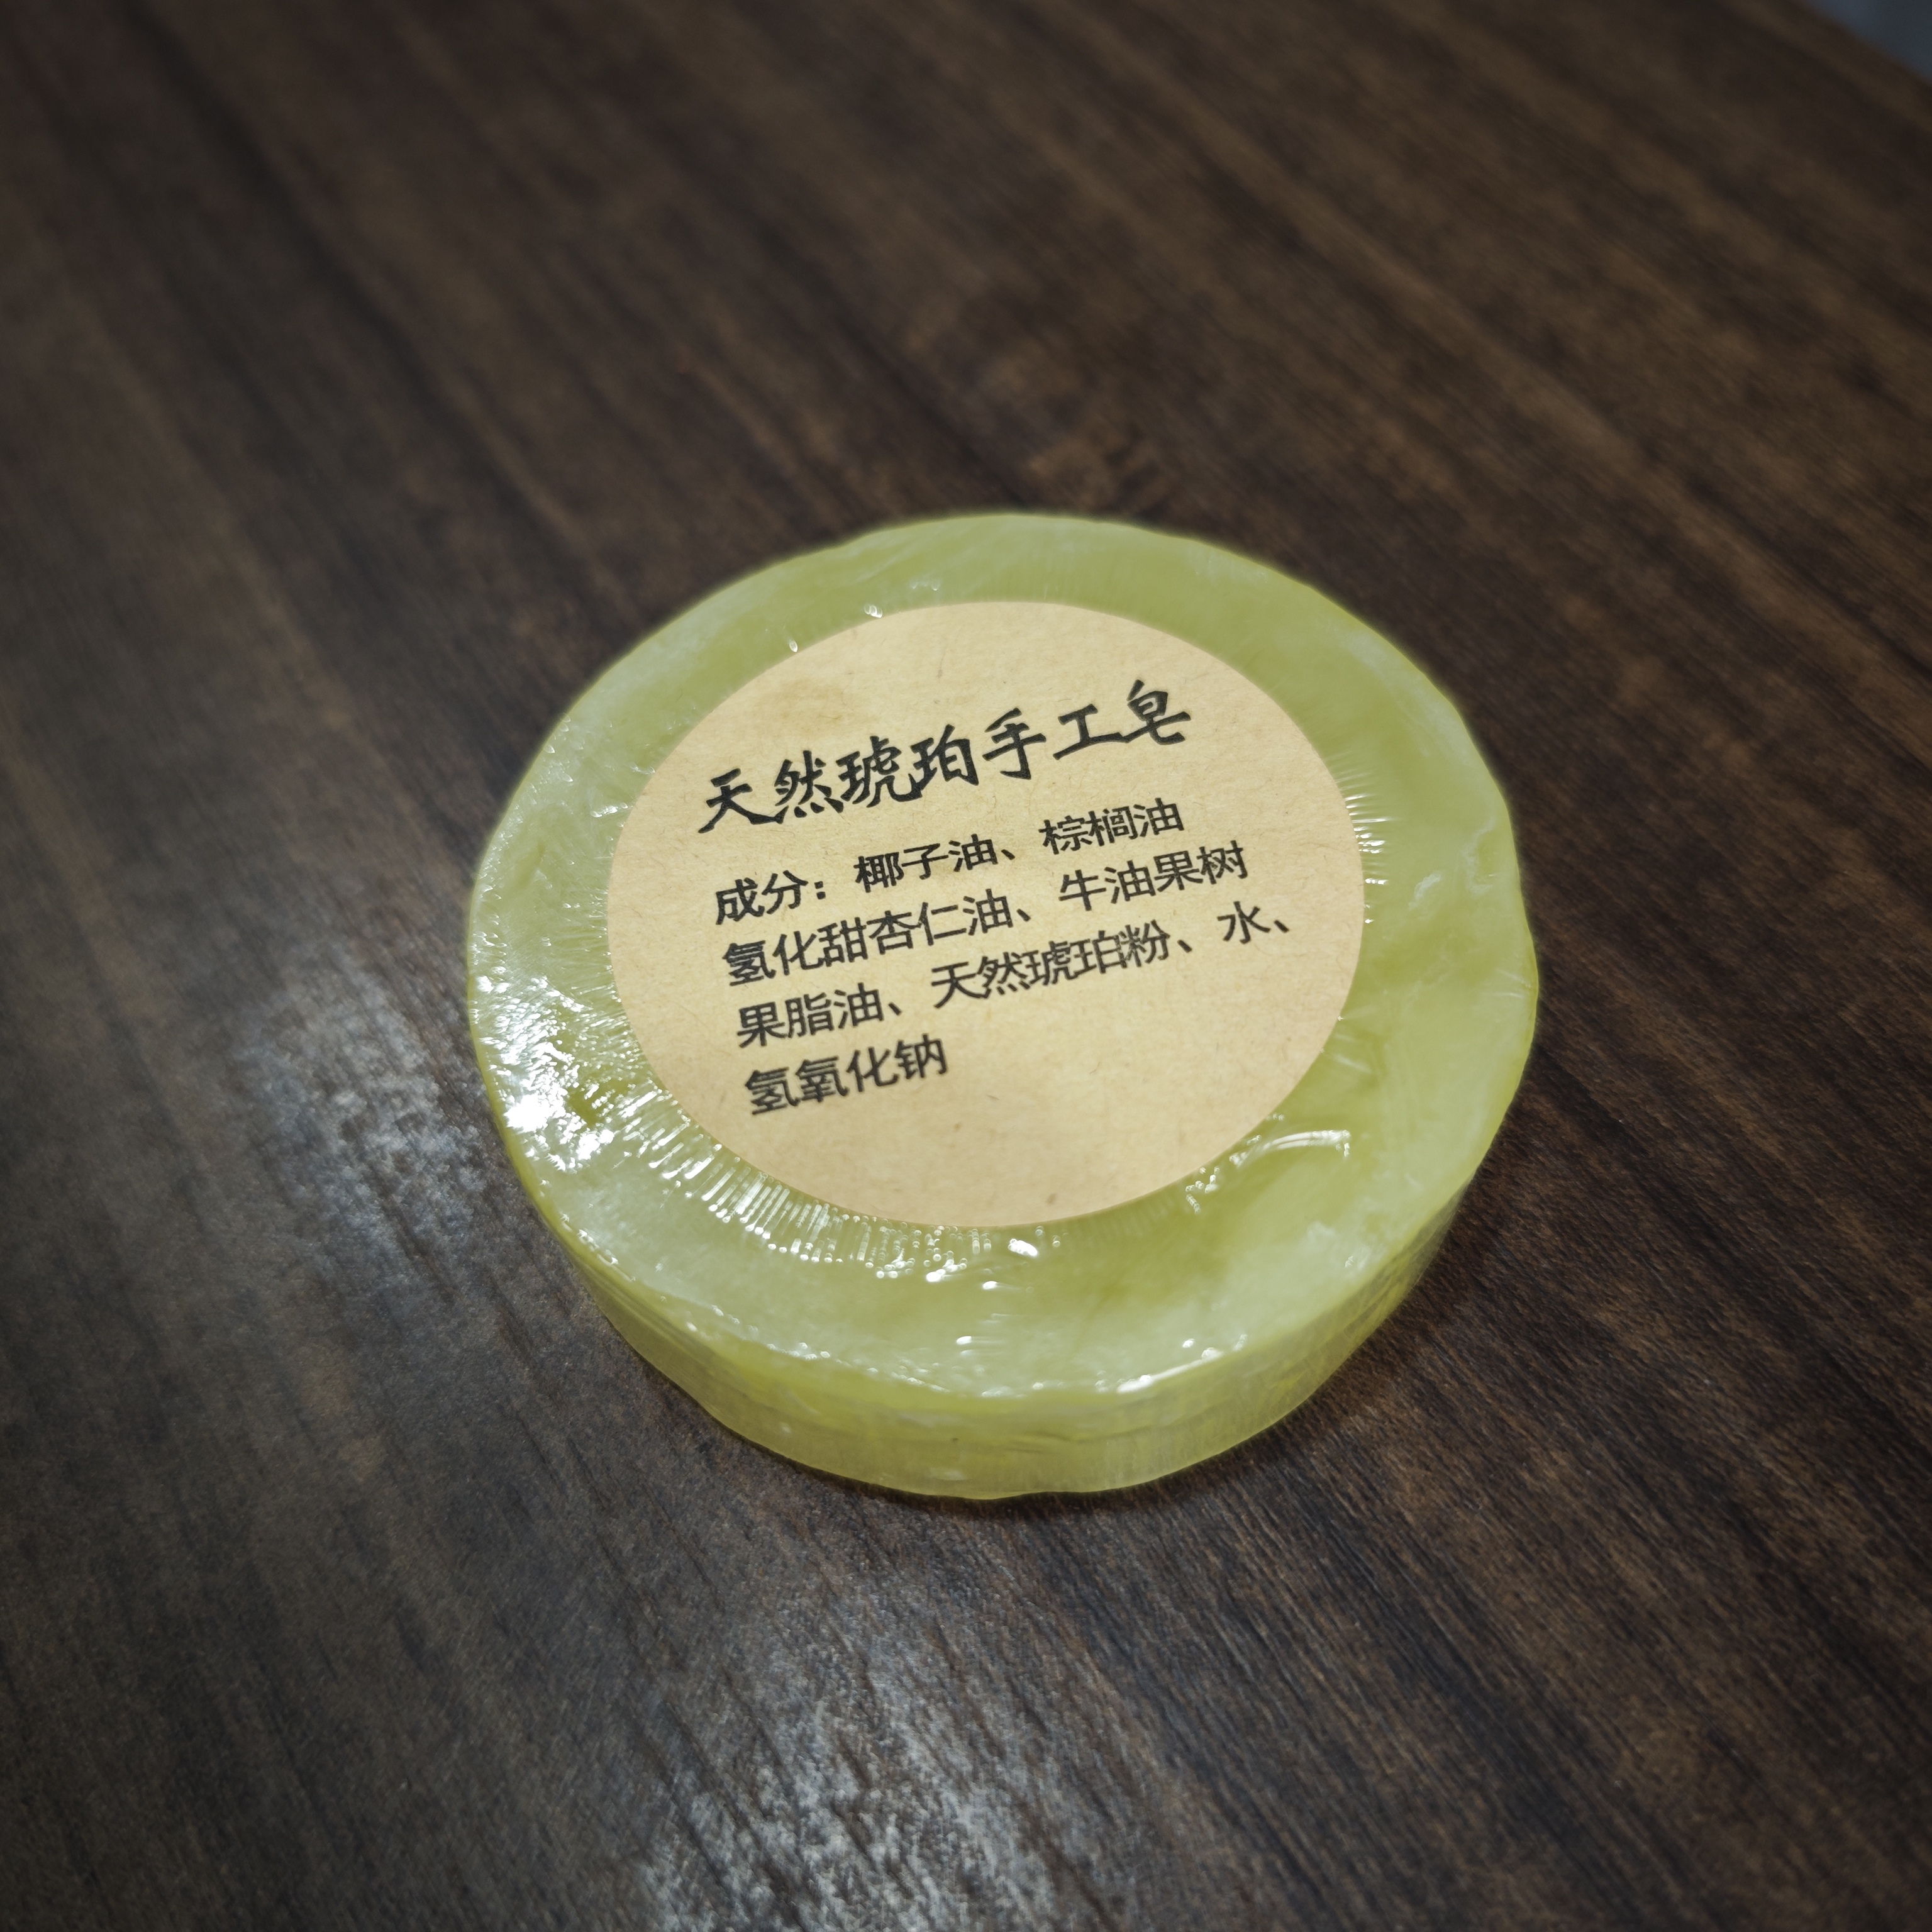 天然琥珀手工皂
成分：椰子油、棕榈油
氢化甜杏仁油、牛油果树
果脂油、天然琥珀粉、水、
氢氧化钠